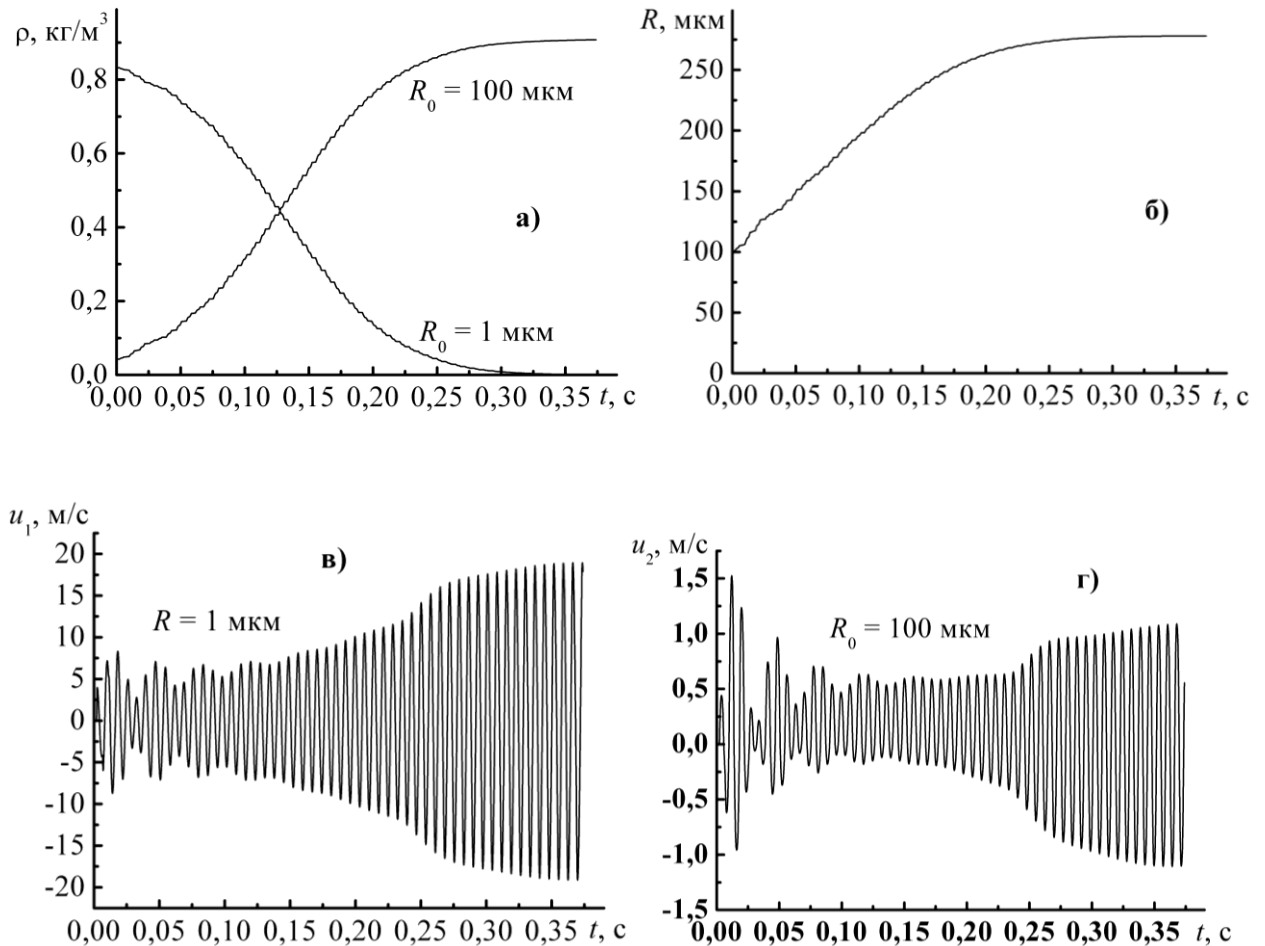 ρ, кг/м³
0,8
0,6
0,4
0,2
0,0
R₀ = 100 мкм
а)
R₀ = 1 мкм
0,00 0,05 0,10 0,15 0,20 0,25 0,30 0,35 t, с
R, мкм
250
200
150
100
50
0
б)
0,00 0,05 0,10 0,15 0,20 0,25 0,30 0,35 t, с
u₁, м/с
20
15
10
5
0
-5
-10
-15
-20
в)
R = 1 мкм
0,00 0,05 0,10 0,15 0,20 0,25 0,30 0,35 t, с
u₂, м/с
1,5
1,0
0,5
0,0
-0,5
-1,0
-1,5
г)
R₀ = 100 мкм
0,00 0,05 0,10 0,15 0,20 0,25 0,30 0,35 t, с